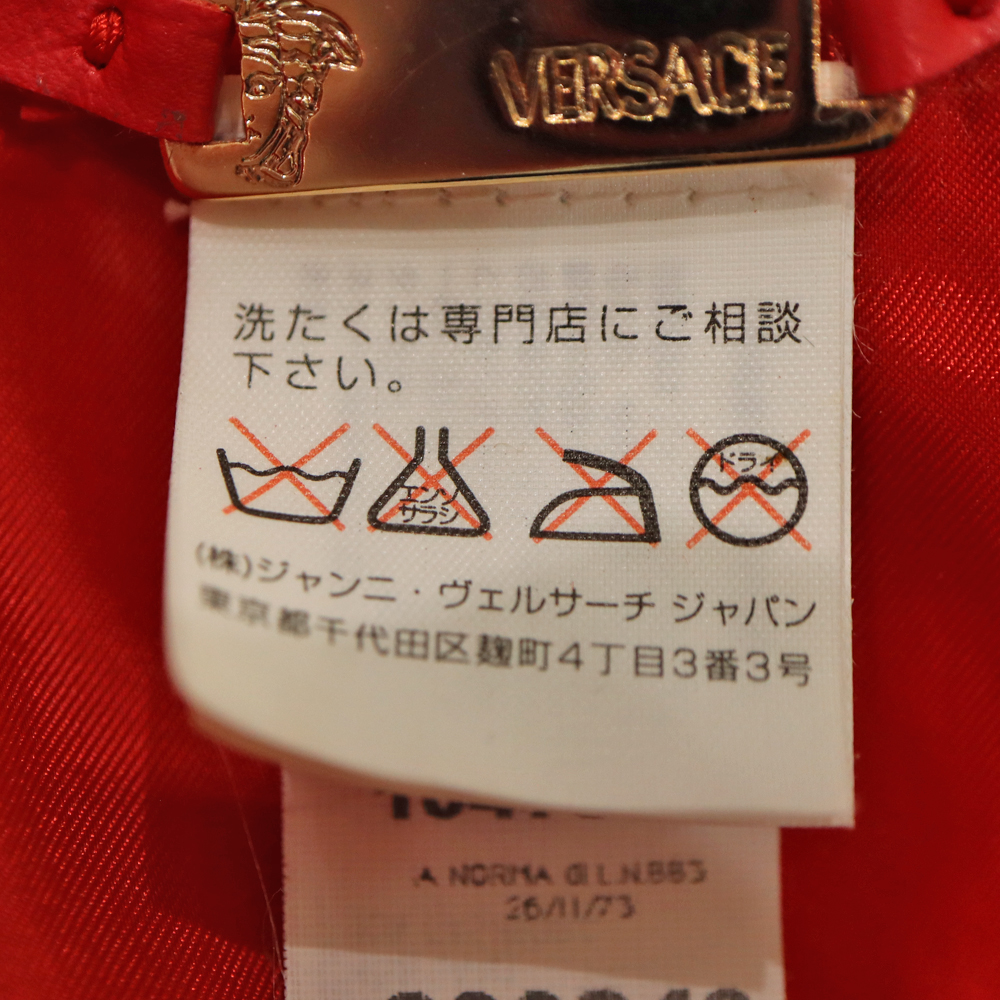 VERSACE
洗たくは専門店にご相談
下さい。
エンソ
サラシ
ドライ
(株)ジャンニ・ヴェルサーチ ジャパン
東京都千代田区麹町4丁目3番3号
A NORMA di L.N.883
26/11/73